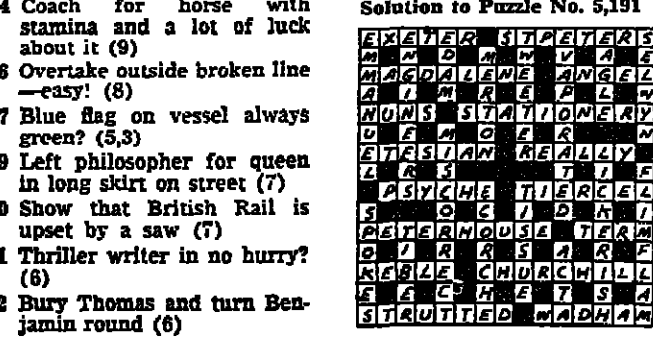 4 Coach for horse with
stamina and a lot of luck
about it (9)
6 Overtake outside broken line
—easy! (8)
7 Blue flag on vessel always
green? (5,3)
9 Left philosopher for queen
in long skirt on street (7)
0 Show that British Rail is
upset by a saw (7)
1 Thriller writer in no hurry?
(6)
2 Bury Thomas and turn Ben-
jamin round (6)
Solution to Puzzle No. 5,191
EXETER STPETERS
M N D M W V A E
MAGDALENE ANGEL
A I M R E P L W
NUNS STATIONERY
U E M O E R N
ETESIAN REALLY
L R S T I F
PSYCHE TIERCEL
S O C I D K I
PETERHOUSE TERM
O I R R S A R F
KEBLE CHURCHILL
E E C H E T S A
STRUTTED WADHAM